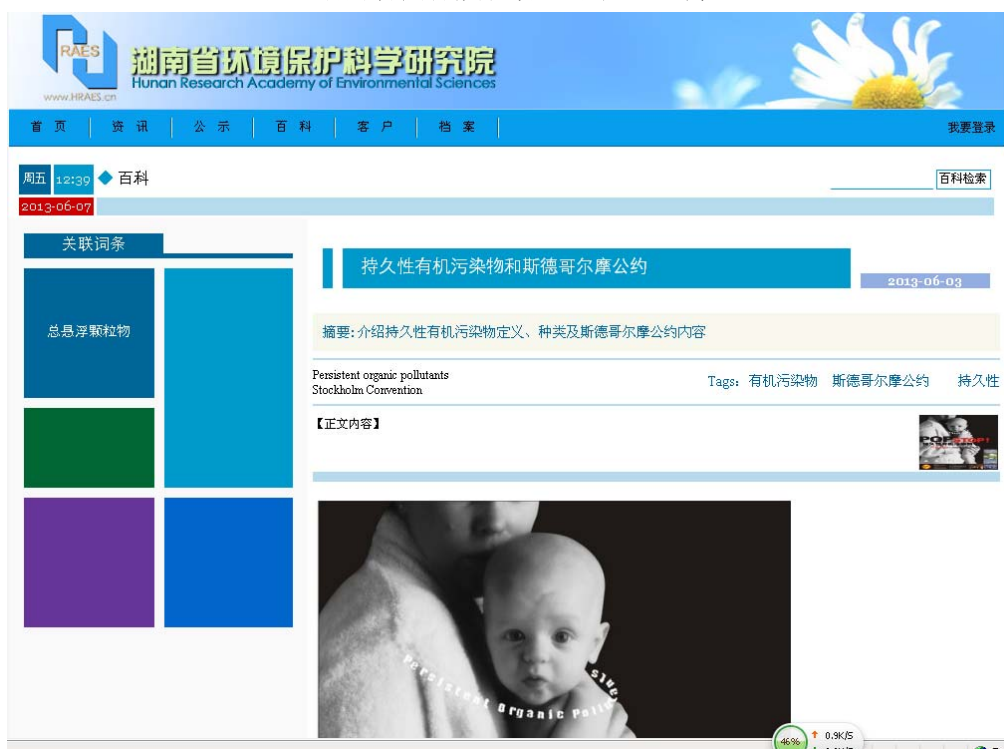 RAES
www.HRAES.cn
湖南省环境保护科学研究院
Hunan Research Academy of Environmental Sciences
首 页 资 讯 公 示 百 科 客 户 档 案 我要登录
周五 12:39 ◆ 百科 百科检索
2013-06-07
关联词条
总悬浮颗粒物
持久性有机污染物和斯德哥尔摩公约
2013-06-03
摘要:介绍持久性有机污染物定义、种类及斯德哥尔摩公约内容
Persistent organic pollutants
Stockholm Convention
Tags: 有机污染物 斯德哥尔摩公约 持久性
【正文内容】
POP STOP!
Persistent Organic Pollutants
46% 0.9K/S